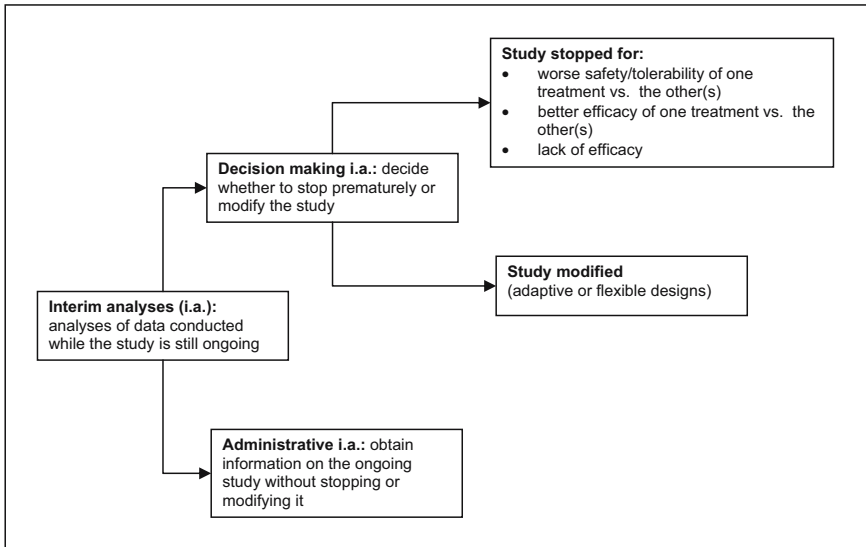 Study stopped for:
• worse safety/tolerability of one
treatment vs. the other(s)
• better efficacy of one treatment vs. the
other(s)
• lack of efficacy
Decision making i.a.: decide
whether to stop prematurely or
modify the study
Study modified
(adaptive or flexible designs)
Interim analyses (i.a.):
analyses of data conducted
while the study is still ongoing
Administrative i.a.: obtain
information on the ongoing
study without stopping or
modifying it